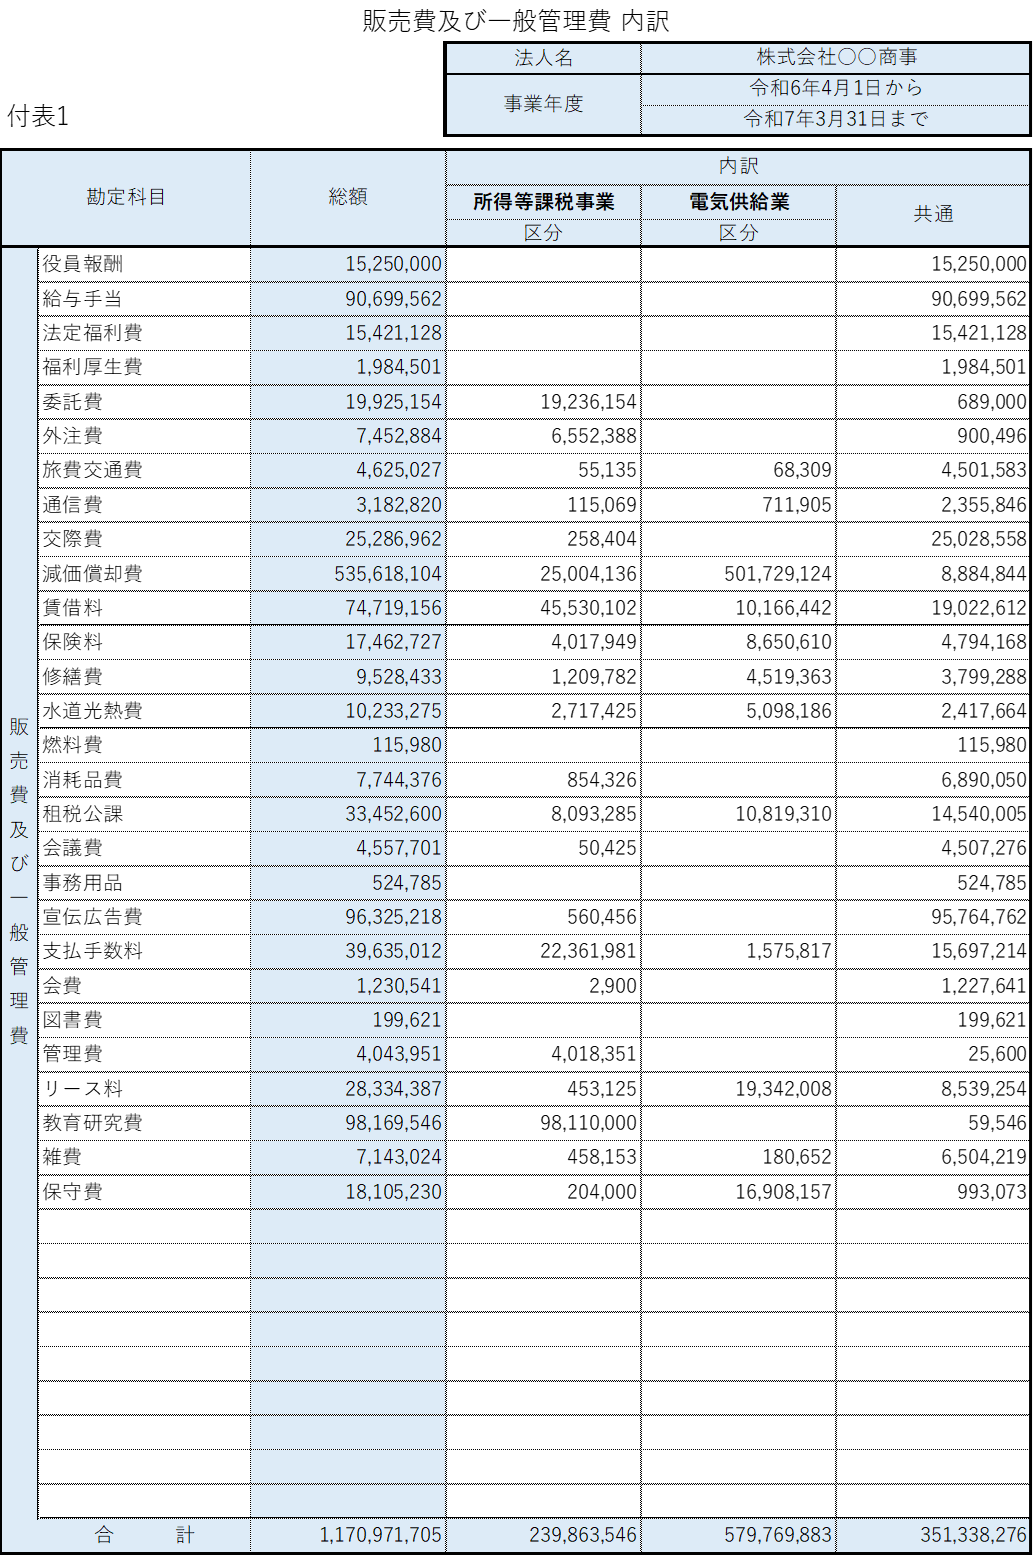 販売費及び一般管理費 内訳
法人名 株式会社〇〇商事
事業年度 令和6年4月1日から
令和7年3月31日まで
付表1
勘定科目 総額 内訳
所得等課税事業 電気供給業 共通
区分 区分
販売費及び一般管理費
役員報酬 15,250,000 15,250,000
給与手当 90,699,562 90,699,562
法定福利費 15,421,128 15,421,128
福利厚生費 1,984,501 1,984,501
委託費 19,925,154 19,236,154 689,000
外注費 7,452,884 6,552,388 900,496
旅費交通費 4,625,027 55,135 68,309 4,501,583
通信費 3,182,820 115,069 711,905 2,355,846
交際費 25,286,962 258,404 25,028,558
減価償却費 535,618,104 25,004,136 501,729,124 8,884,844
賃借料 74,719,156 45,530,102 10,166,442 19,022,612
保険料 17,462,727 4,017,949 8,650,610 4,794,168
修繕費 9,528,433 1,209,782 4,519,363 3,799,288
水道光熱費 10,233,275 2,717,425 5,098,186 2,417,664
燃料費 115,980 115,980
消耗品費 7,744,376 854,326 6,890,050
租税公課 33,452,600 8,093,285 10,819,310 14,540,005
会議費 4,557,701 50,425 4,507,276
事務用品 524,785 524,785
宣伝広告費 96,325,218 560,456 95,764,762
支払手数料 39,635,012 22,361,981 1,575,817 15,697,214
会費 1,230,541 2,900 1,227,641
図書費 199,621 199,621
管理費 4,043,951 4,018,351 25,600
リース料 28,334,387 453,125 19,342,008 8,539,254
教育研究費 98,169,546 98,110,000 59,546
雑費 7,143,024 458,153 180,652 6,504,219
保守費 18,105,230 204,000 16,908,157 993,073
合 計 1,170,971,705 239,863,546 579,769,883 351,338,276